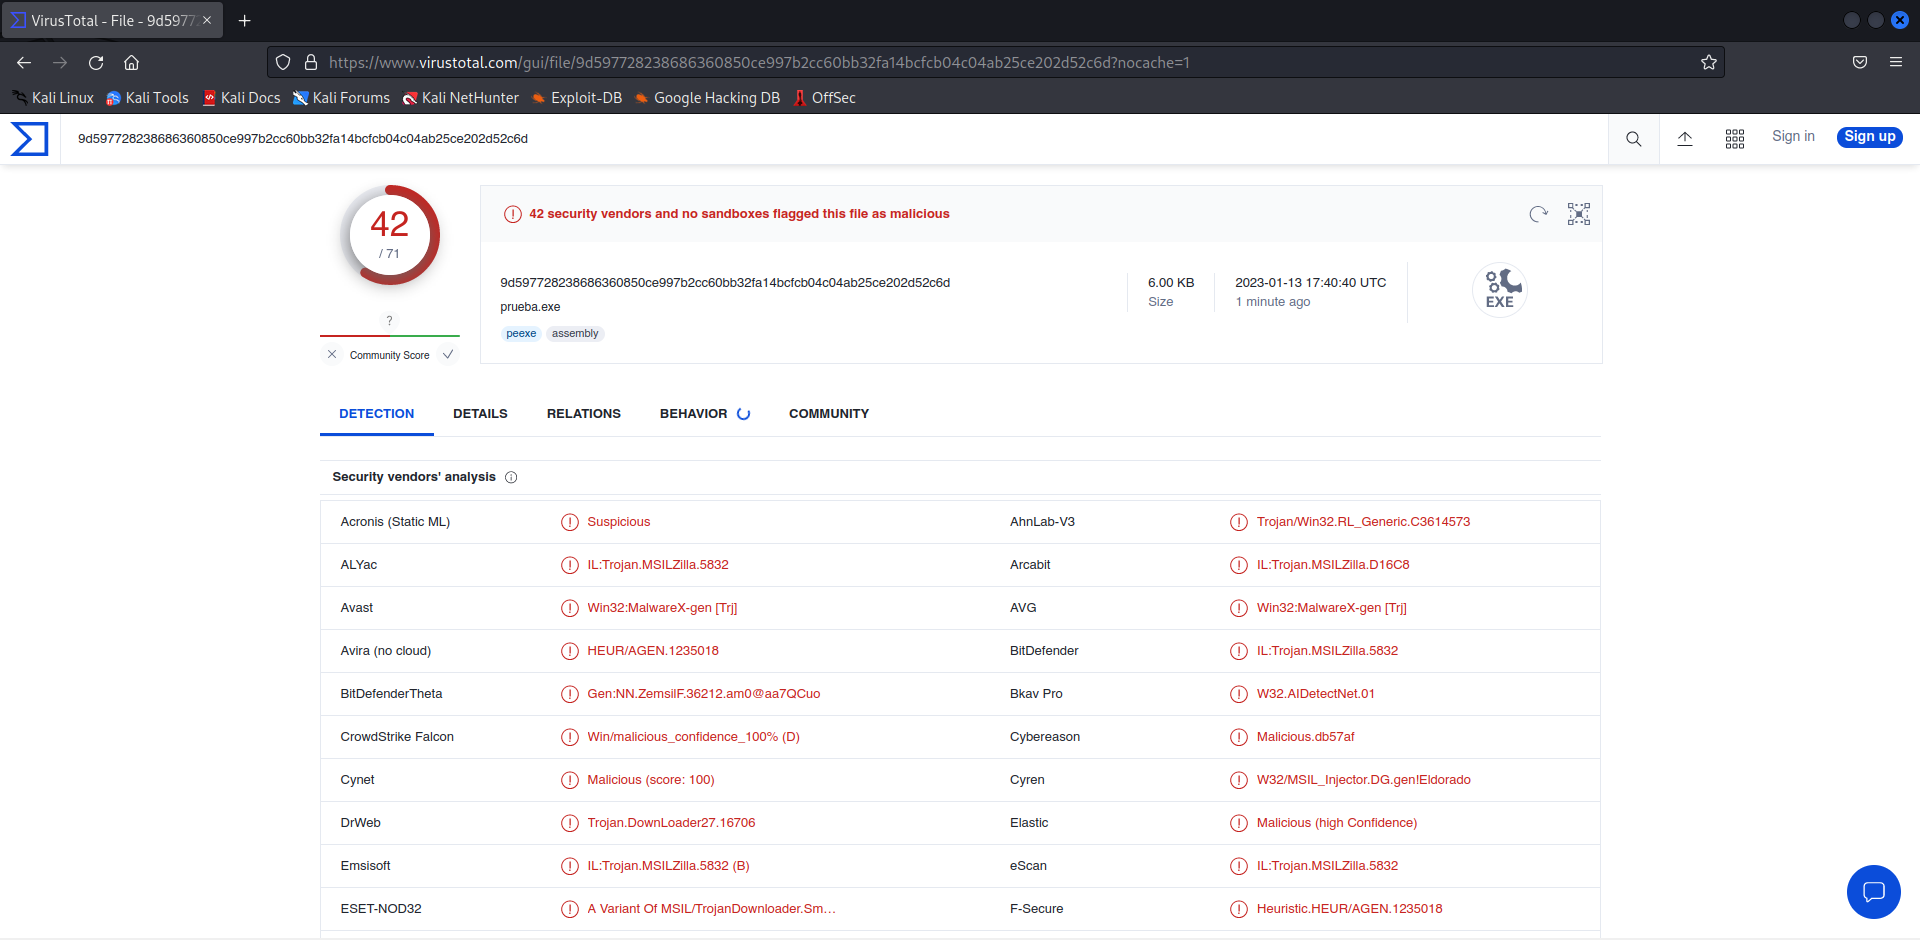 VirusTotal - File - 9d5977
https://www.virustotal.com/gui/file/9d597728238686360850ce997b2cc60bb32fa14bcfcb04c04ab25ce202d52c6d?nocache=1
Kali Linux Kali Tools Kali Docs Kali Forums Kali NetHunter Exploit-DB Google Hacking DB OffSec
9d597728238686360850ce997b2cc60bb32fa14bcfcb04c04ab25ce202d52c6d
Sign in Sign up
42
/ 71
?
Community Score
42 security vendors and no sandboxes flagged this file as malicious
9d597728238686360850ce997b2cc60bb32fa14bcfcb04c04ab25ce202d52c6d
prueba.exe
peexe assembly
6.00 KB
Size
2023-01-13 17:40:40 UTC
1 minute ago
EXE
DETECTION DETAILS RELATIONS BEHAVIOR COMMUNITY
Security vendors' analysis
Acronis (Static ML) Suspicious AhnLab-V3 Trojan/Win32.RL_Generic.C3614573
ALYac IL:Trojan.MSILZilla.5832 Arcabit IL:Trojan.MSILZilla.D16C8
Avast Win32:MalwareX-gen [Trj] AVG Win32:MalwareX-gen [Trj]
Avira (no cloud) HEUR/AGEN.1235018 BitDefender IL:Trojan.MSILZilla.5832
BitDefenderTheta Gen:NN.ZemsilF.36212.am0@aa7QCuo Bkav Pro W32.AIDetectNet.01
CrowdStrike Falcon Win/malicious_confidence_100% (D) Cybereason Malicious.db57af
Cynet Malicious (score: 100) Cyren W32/MSIL_Injector.DG.gen!Eldorado
DrWeb Trojan.DownLoader27.16706 Elastic Malicious (high Confidence)
Emsisoft IL:Trojan.MSILZilla.5832 (B) eScan IL:Trojan.MSILZilla.5832
ESET-NOD32 A Variant Of MSIL/TrojanDownloader.Sm… F-Secure Heuristic.HEUR/AGEN.1235018